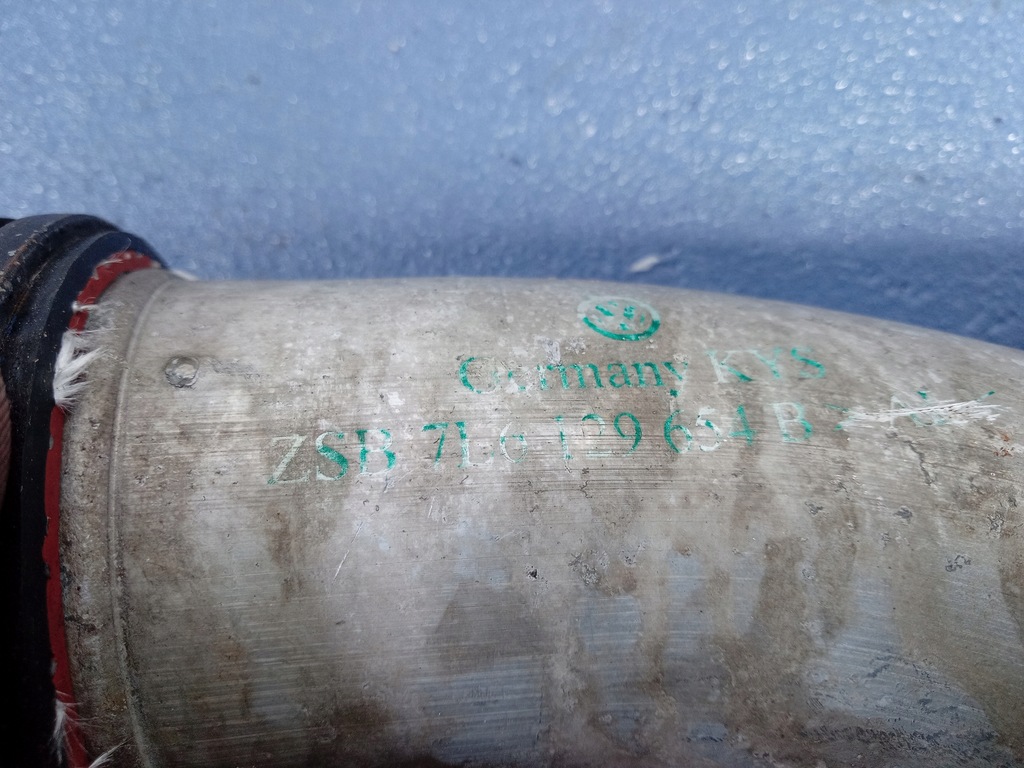 Germany KYS
ZSB 7L6 129 654 B